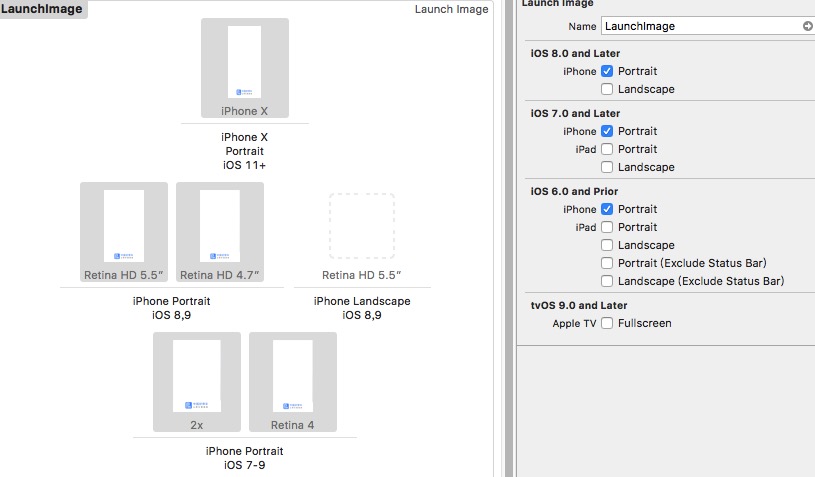 LaunchImage
Launch Image
iPhone X
iPhone X
Portrait
iOS 11+
Retina HD 5.5”
Retina HD 4.7”
Retina HD 5.5”
iPhone Portrait
iOS 8,9
iPhone Landscape
iOS 8,9
2x
Retina 4
iPhone Portrait
iOS 7-9
Launch Image
Name LaunchImage
iOS 8.0 and Later
iPhone Portrait
Landscape
iOS 7.0 and Later
iPhone Portrait
iPad Portrait
Landscape
iOS 6.0 and Prior
iPhone Portrait
iPad Portrait
Landscape
Portrait (Exclude Status Bar)
Landscape (Exclude Status Bar)
tvOS 9.0 and Later
Apple TV Fullscreen